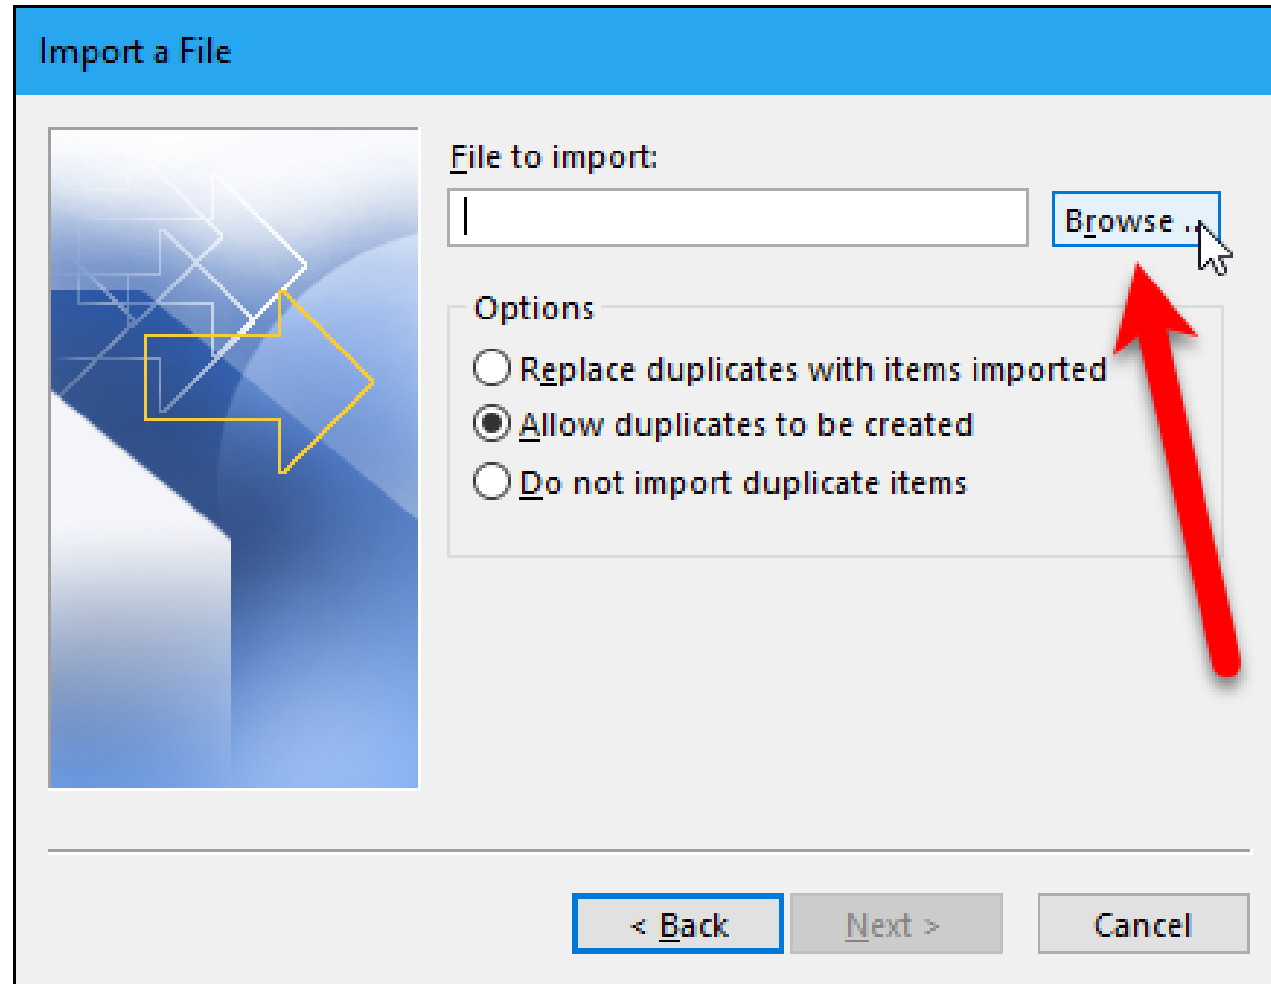 Import a File
File to import:
Browse ..
Options
Replace duplicates with items imported
Allow duplicates to be created
Do not import duplicate items
< Back
Next >
Cancel